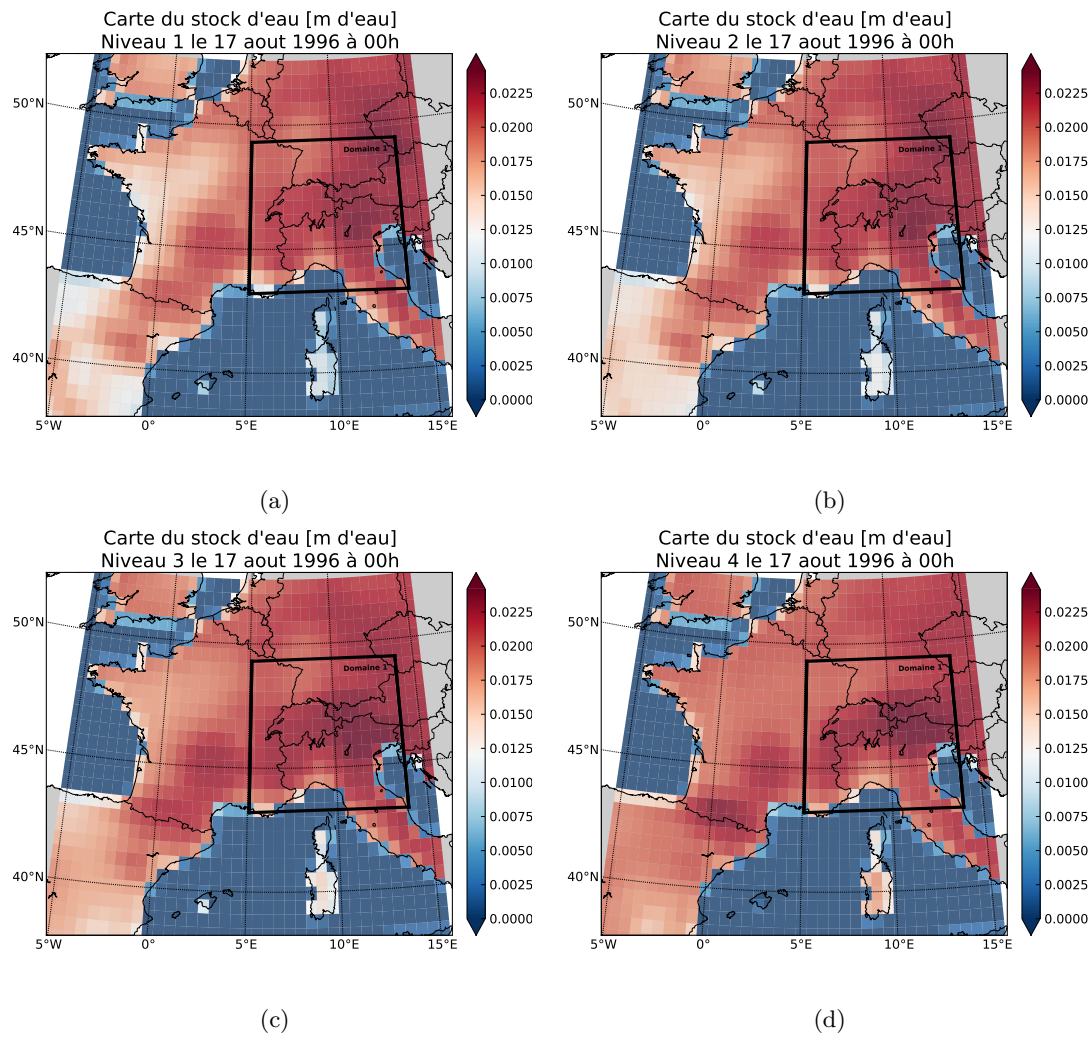 Carte du stock d'eau [m d'eau]
Niveau 1 le 17 aout 1996 à 00h
50°N
45°N
40°N
5°W
0°
5°E
10°E
15°E
Domaine 1
0.0225
0.0200
0.0175
0.0150
0.0125
0.0100
0.0075
0.0050
0.0025
0.0000
(a)
Carte du stock d'eau [m d'eau]
Niveau 2 le 17 aout 1996 à 00h
50°N
45°N
40°N
5°W
0°
5°E
10°E
15°E
Domaine 1
0.0225
0.0200
0.0175
0.0150
0.0125
0.0100
0.0075
0.0050
0.0025
0.0000
(b)
Carte du stock d'eau [m d'eau]
Niveau 3 le 17 aout 1996 à 00h
50°N
45°N
40°N
5°W
0°
5°E
10°E
15°E
Domaine 1
0.0225
0.0200
0.0175
0.0150
0.0125
0.0100
0.0075
0.0050
0.0025
0.0000
(c)
Carte du stock d'eau [m d'eau]
Niveau 4 le 17 aout 1996 à 00h
50°N
45°N
40°N
5°W
0°
5°E
10°E
15°E
Domaine 1
0.0225
0.0200
0.0175
0.0150
0.0125
0.0100
0.0075
0.0050
0.0025
0.0000
(d)